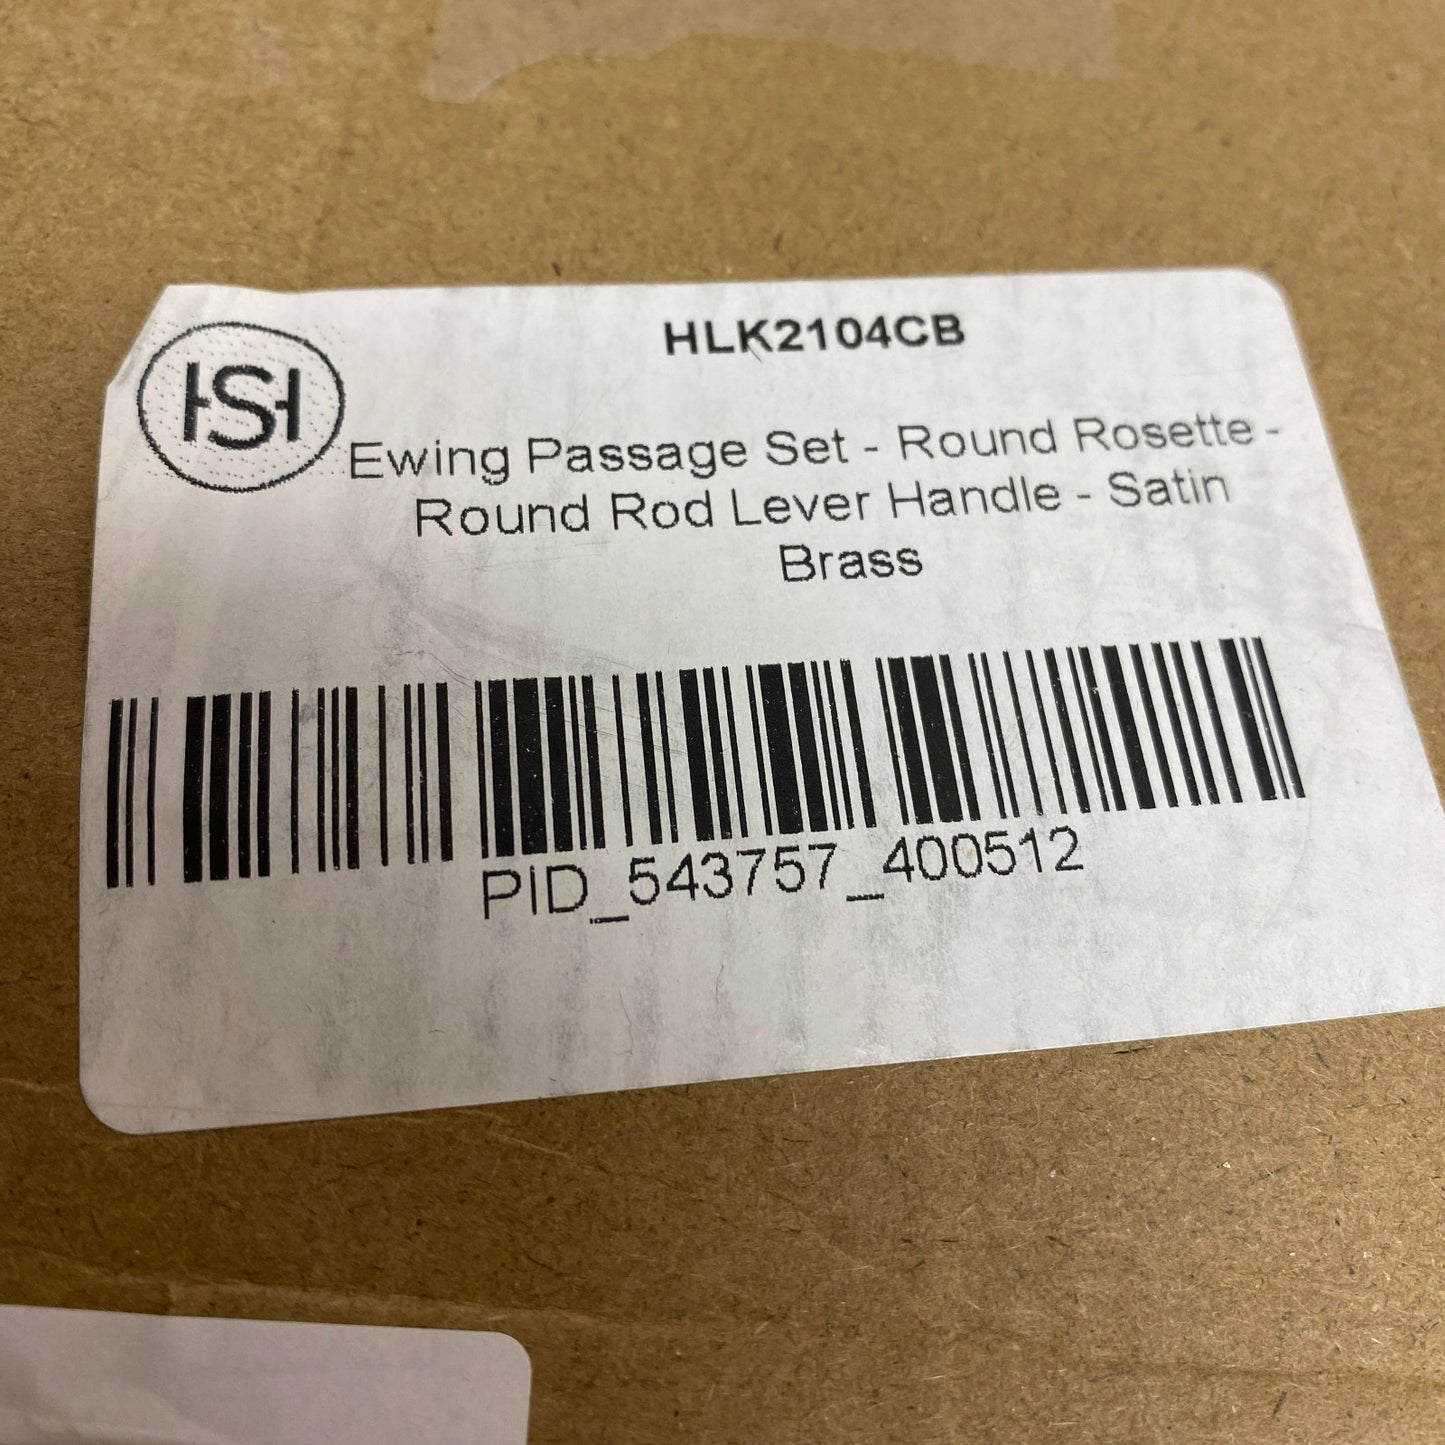 HSH
HLK2104CB
Ewing Passage Set - Round Rosette -
Round Rod Lever Handle - Satin
Brass
PID_543757_400512